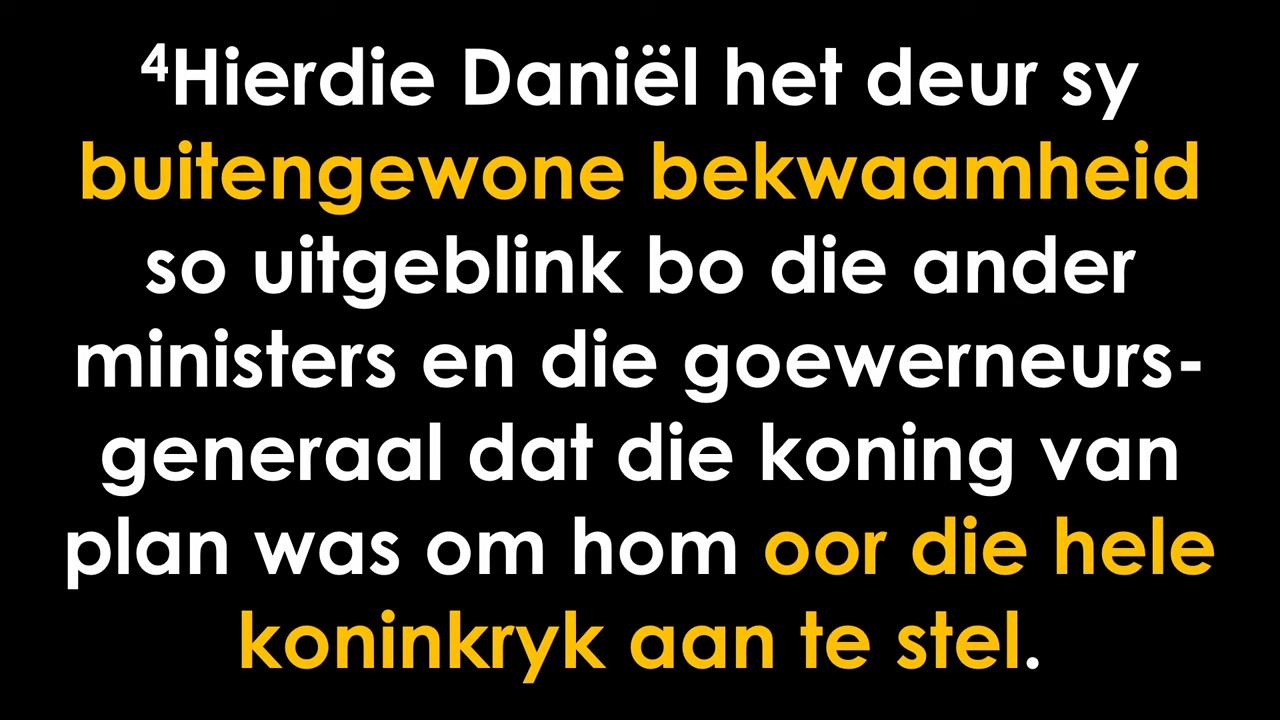 ⁴Hierdie Daniël het deur sy
buitengewone bekwaamheid
so uitgeblink bo die ander
ministers en die goewerneurs-
generaal dat die koning van
plan was om hom oor die hele
koninkryk aan te stel.